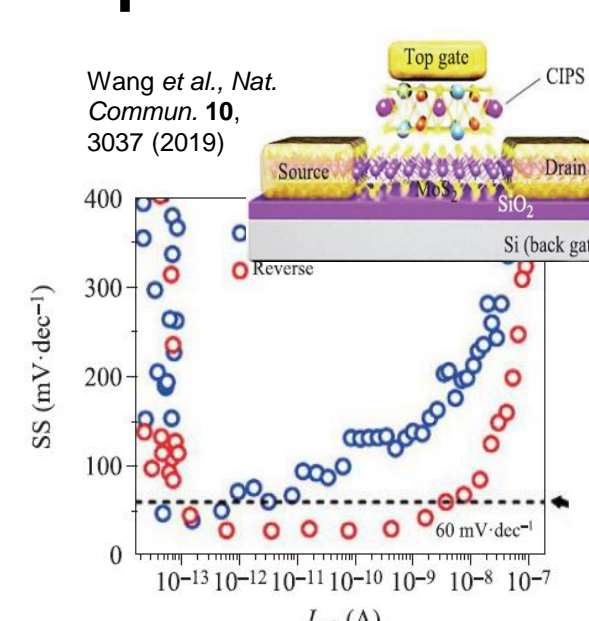 Wang et al., Nat.
Commun. 10,
3037 (2019)
Top gate
CIPS
Source
Drain
MoS₂
SiO₂
Si (back gat
Reverse
SS (mV·dec⁻¹)
400
300
200
100
0
60 mV·dec⁻¹
10⁻¹³ 10⁻¹² 10⁻¹¹ 10⁻¹⁰ 10⁻⁹ 10⁻⁸ 10⁻⁷
(A)